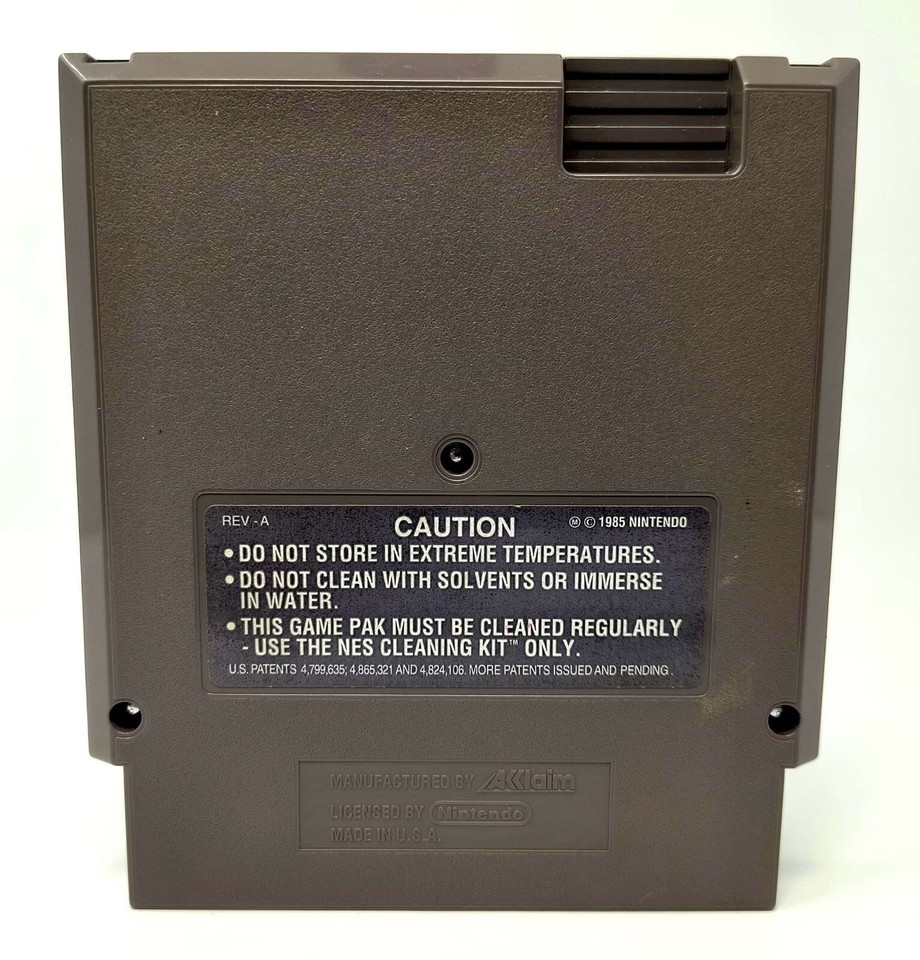 REV - A CAUTION Ⓜ © 1985 NINTENDO
• DO NOT STORE IN EXTREME TEMPERATURES.
• DO NOT CLEAN WITH SOLVENTS OR IMMERSE
IN WATER.
• THIS GAME PAK MUST BE CLEANED REGULARLY
- USE THE NES CLEANING KIT™ ONLY.
U.S. PATENTS 4,799,635; 4,865,321 AND 4,824,106. MORE PATENTS ISSUED AND PENDING.
MANUFACTURED BY AKklaim
LICENSED BY Nintendo
MADE IN U.S.A.